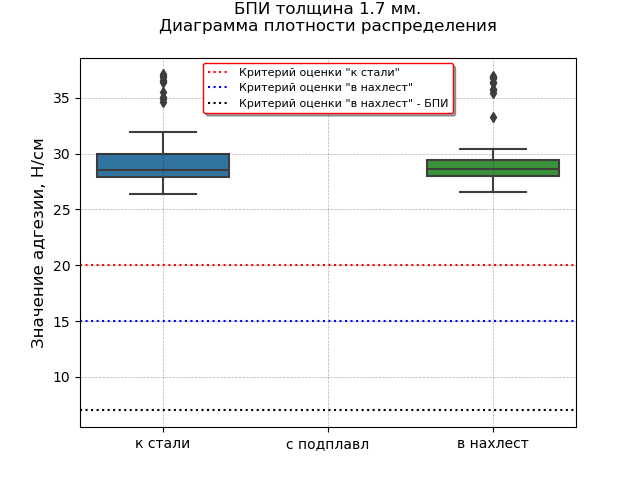 БПИ толщина 1.7 мм.
Диаграмма плотности распределения
Критерий оценки "к стали"
Критерий оценки "в нахлест"
Критерий оценки "в нахлест" - БПИ
Значение адгезии, Н/см
35
30
25
20
15
10
к стали
с подплавл
в нахлест